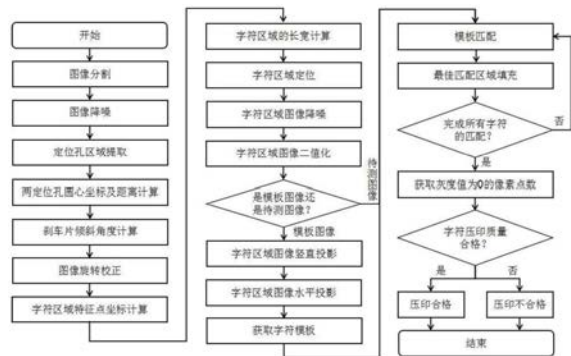 开始
图像分割
图像降噪
定位孔区域提取
两定位孔圆心坐标及距离计算
刹车片倾斜角度计算
图像旋转校正
字符区域特征点坐标计算
字符区域的长宽计算
字符区域定位
字符区域图像降噪
字符区域图像二值化
是模板图像还
是待测图像？
待测图像
模板图像
字符区域图像竖直投影
字符区域图像水平投影
获取字符模板
模板匹配
最佳匹配区域填充
完成所有字符
的匹配？
否
是
获取灰度值为0的像素点数
字符压印质量
合格？
是
否
压印合格
压印不合格
结束